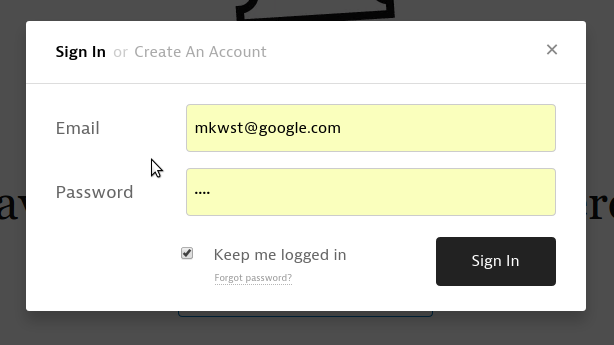 Sign In or Create An Account ×
Email mkwst@google.com
Password ••••
Keep me logged in
Forgot password?
Sign In